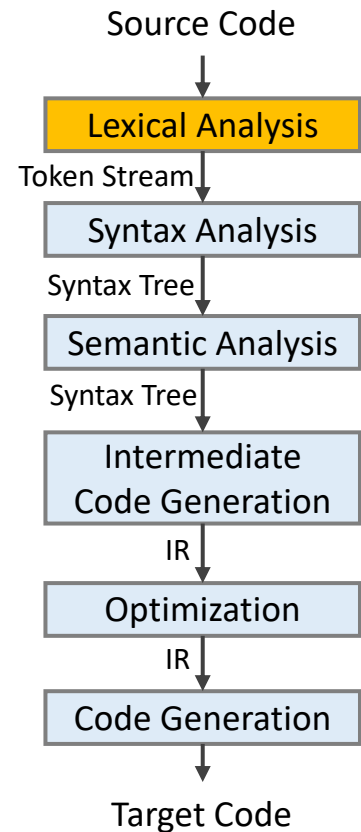 Source Code
Lexical Analysis
Token Stream
Syntax Analysis
Syntax Tree
Semantic Analysis
Syntax Tree
Intermediate
Code Generation
IR
Optimization
IR
Code Generation
Target Code